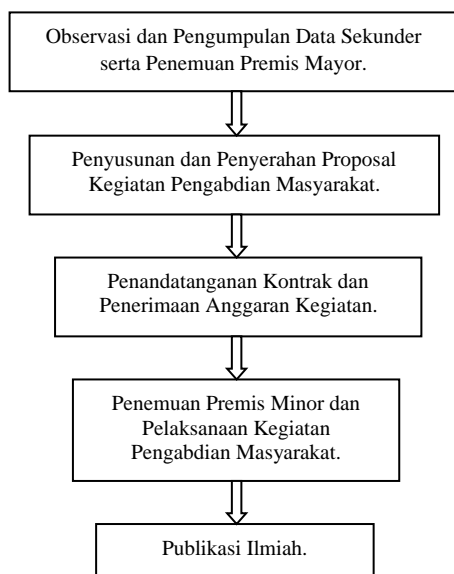 Observasi dan Pengumpulan Data Sekunder
serta Penemuan Premis Mayor.
Penyusunan dan Penyerahan Proposal
Kegiatan Pengabdian Masyarakat.
Penandatanganan Kontrak dan
Penerimaan Anggaran Kegiatan.
Penemuan Premis Minor dan
Pelaksanaan Kegiatan
Pengabdian Masyarakat.
Publikasi Ilmiah.